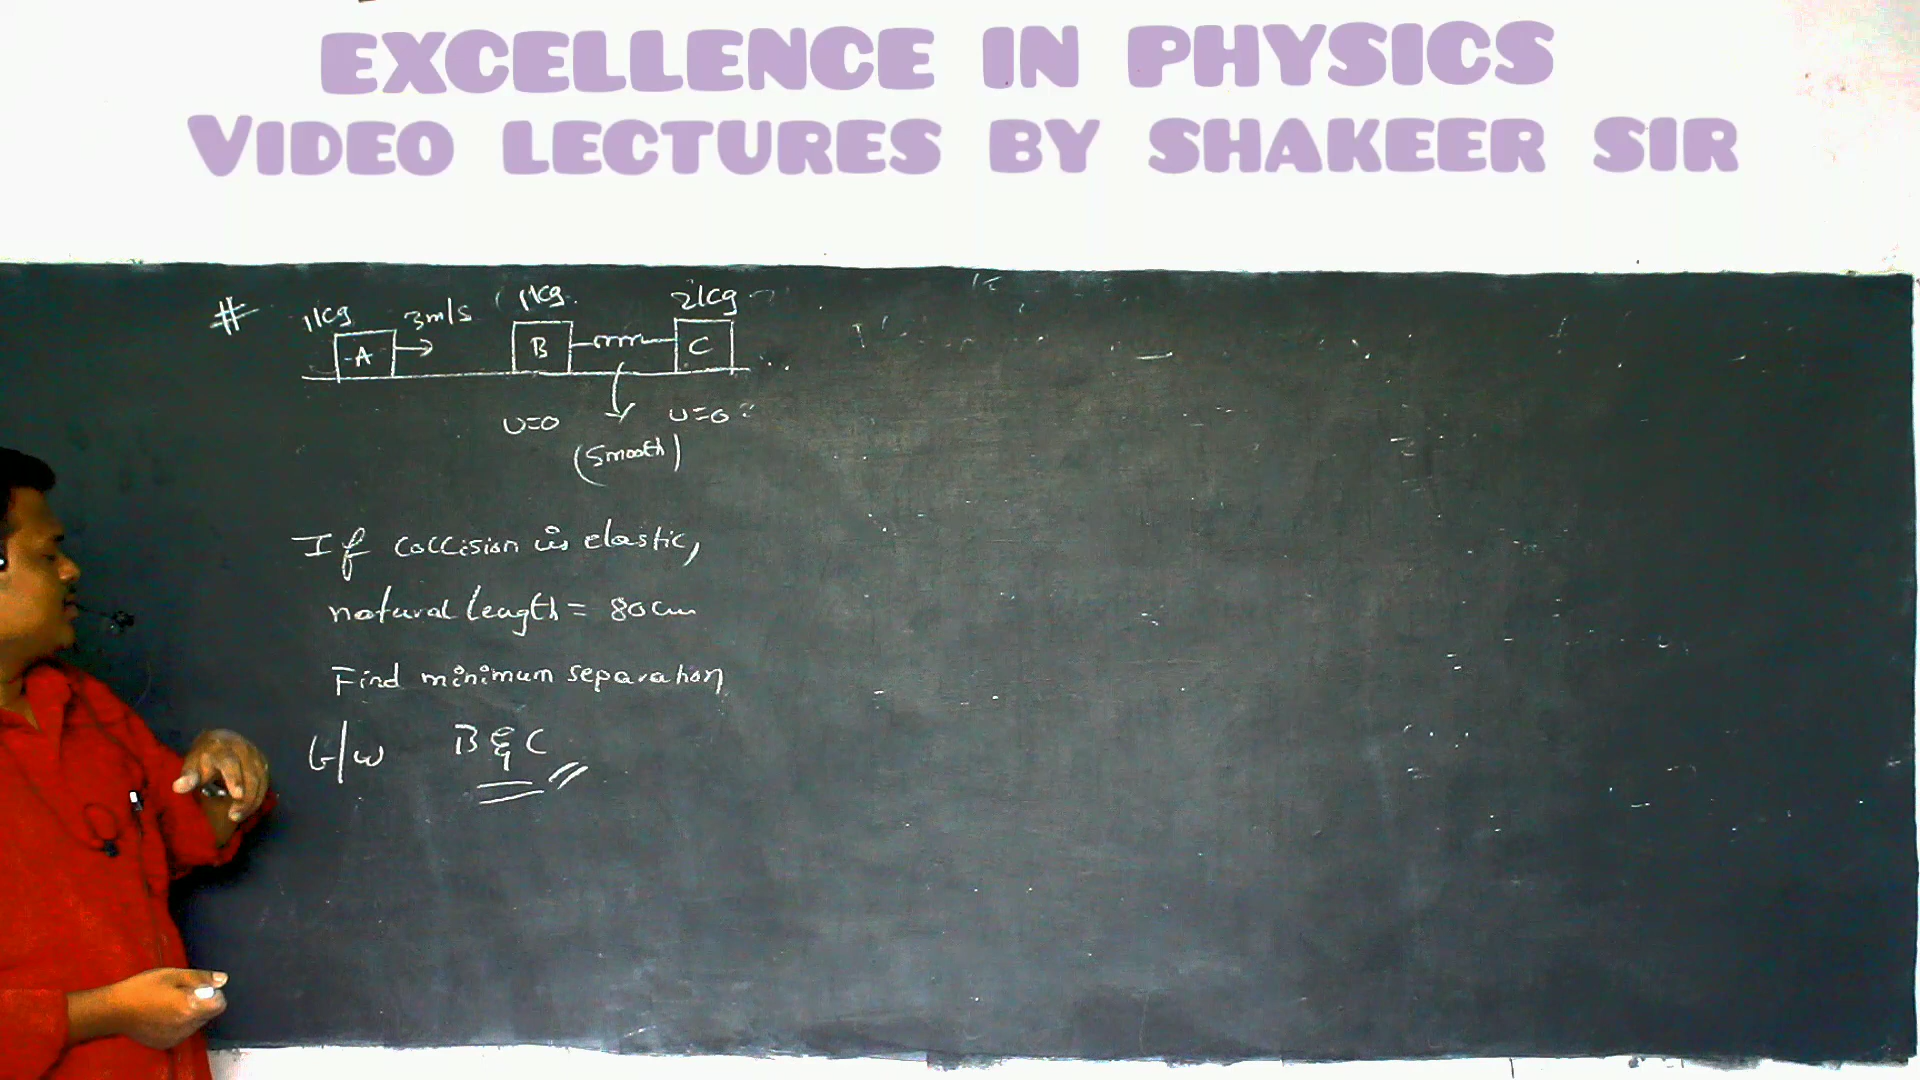 EXCELLENCE IN PHYSICS
VIDEO LECTURES BY SHAKEER SIR
# 1kg 3m/s 1kg 2kg
A B C
u=0 u=0
(Smooth)
If collision is elastic,
natural length = 80cm
Find minimum separation
b/w B & C